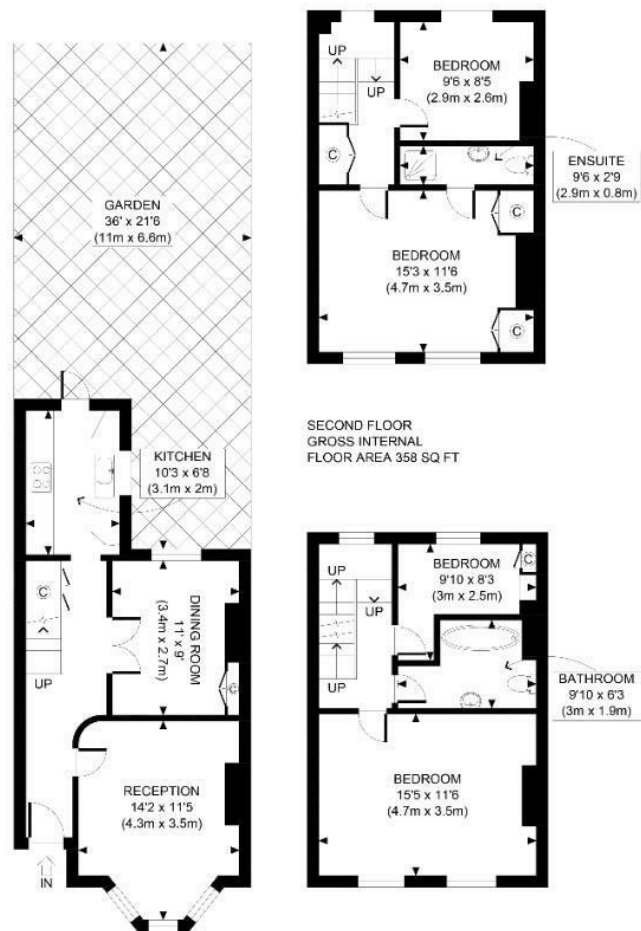 GARDEN
36' x 21'6
(11m x 6.6m)
KITCHEN
10'3 x 6'8
(3.1m x 2m)
C
UP
DINING ROOM
11' x 9'
(3.4m x 2.7m)
C
RECEPTION
14'2 x 11'5
(4.3m x 3.5m)
IN
UP
UP
BEDROOM
9'6 x 8'5
(2.9m x 2.6m)
C
ENSUITE
9'6 x 2'9
(2.9m x 0.8m)
BEDROOM
15'3 x 11'6
(4.7m x 3.5m)
C
C
SECOND FLOOR
GROSS INTERNAL
FLOOR AREA 358 SQ FT
UP
UP
UP
BEDROOM
9'10 x 8'3
(3m x 2.5m)
C
BATHROOM
9'10 x 6'3
(3m x 1.9m)
BEDROOM
15'5 x 11'6
(4.7m x 3.5m)